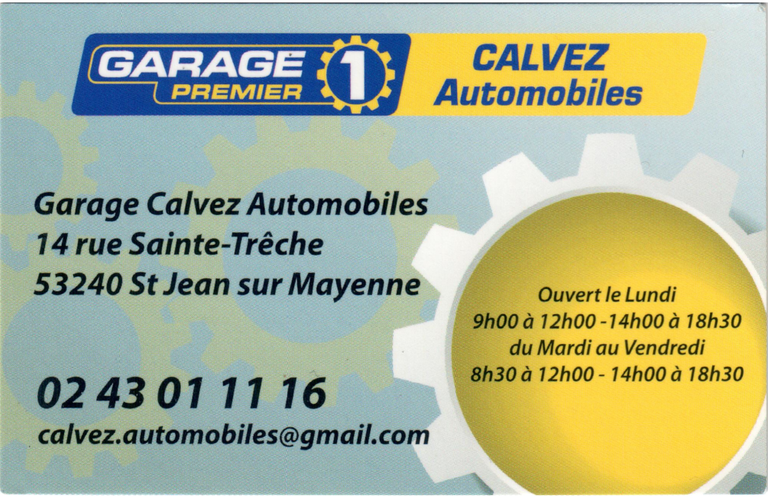 GARAGE 1
PREMIER
CALVEZ
Automobiles
Garage Calvez Automobiles
14 rue Sainte-Trêche
53240 St Jean sur Mayenne
Ouvert le Lundi
9h00 à 12h00 -14h00 à 18h30
du Mardi au Vendredi
8h30 à 12h00 - 14h00 à 18h30
02 43 01 11 16
calvez.automobiles@gmail.com